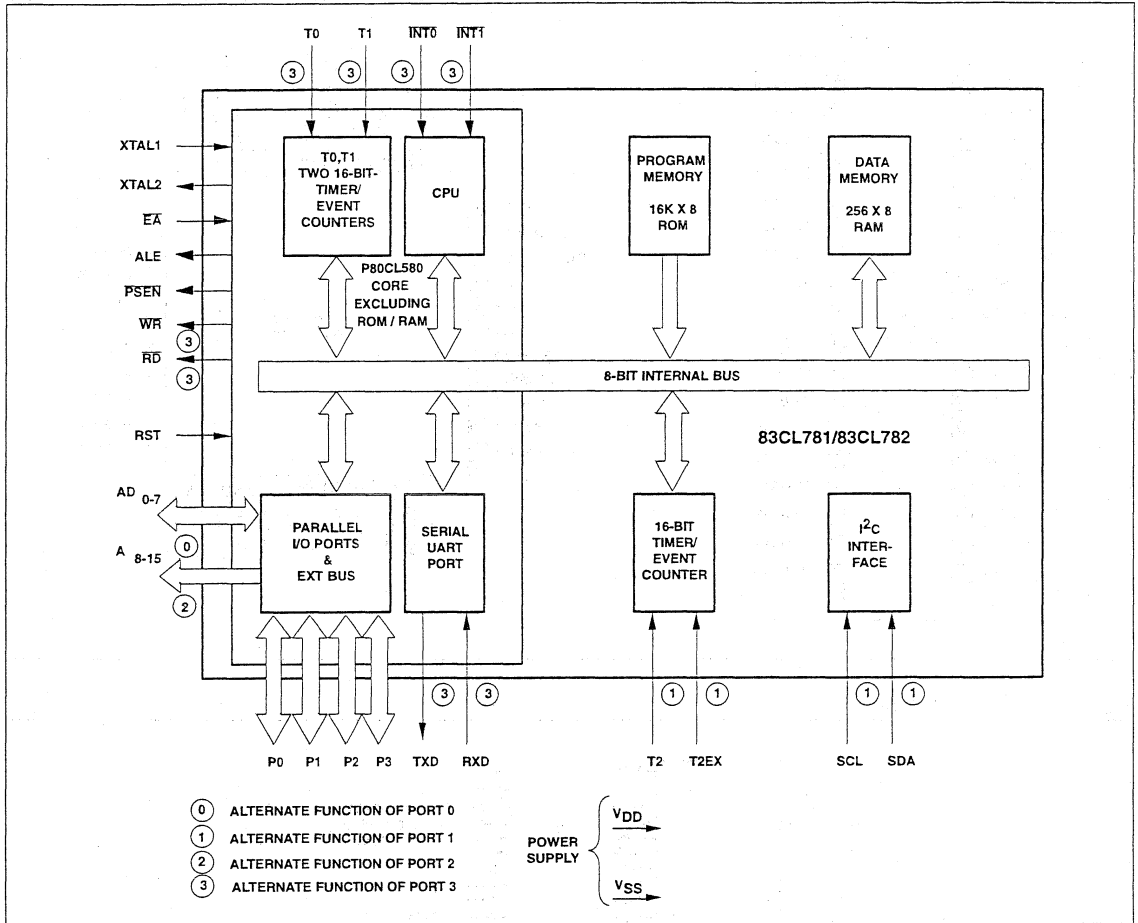 T0 T1 INT0 INT1
3 3 3 3
XTAL1
XTAL2
EA
ALE
PSEN
WR
3
RD
3
RST
AD 0-7
0
A 8-15
2
T0,T1
TWO 16-BIT-
TIMER/
EVENT
COUNTERS
CPU
P80CL580
CORE
EXCLUDING
ROM / RAM
PROGRAM
MEMORY
16K X 8
ROM
DATA
MEMORY
256 X 8
RAM
8-BIT INTERNAL BUS
83CL781/83CL782
PARALLEL
I/O PORTS
&
EXT BUS
SERIAL
UART
PORT
16-BIT
TIMER/
EVENT
COUNTER
I2C
INTER-
FACE
3 3 1 1 1 1
P0 P1 P2 P3 TXD RXD T2 T2EX SCL SDA
0 ALTERNATE FUNCTION OF PORT 0
1 ALTERNATE FUNCTION OF PORT 1
2 ALTERNATE FUNCTION OF PORT 2
3 ALTERNATE FUNCTION OF PORT 3
POWER
SUPPLY
VDD
VSS